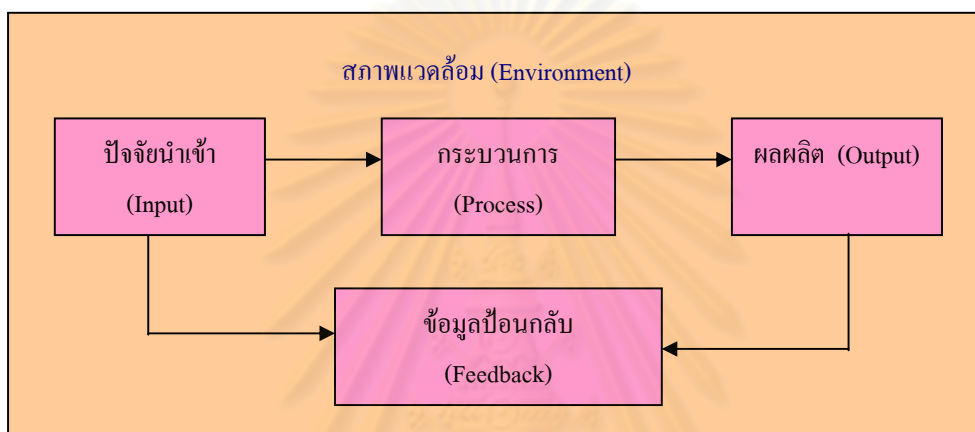 สภาพแวดล้อม (Environment)
ปัจจัยนำเข้า
(Input)
กระบวนการ
(Process)
ผลผลิต (Output)
ข้อมูลป้อนกลับ
(Feedback)